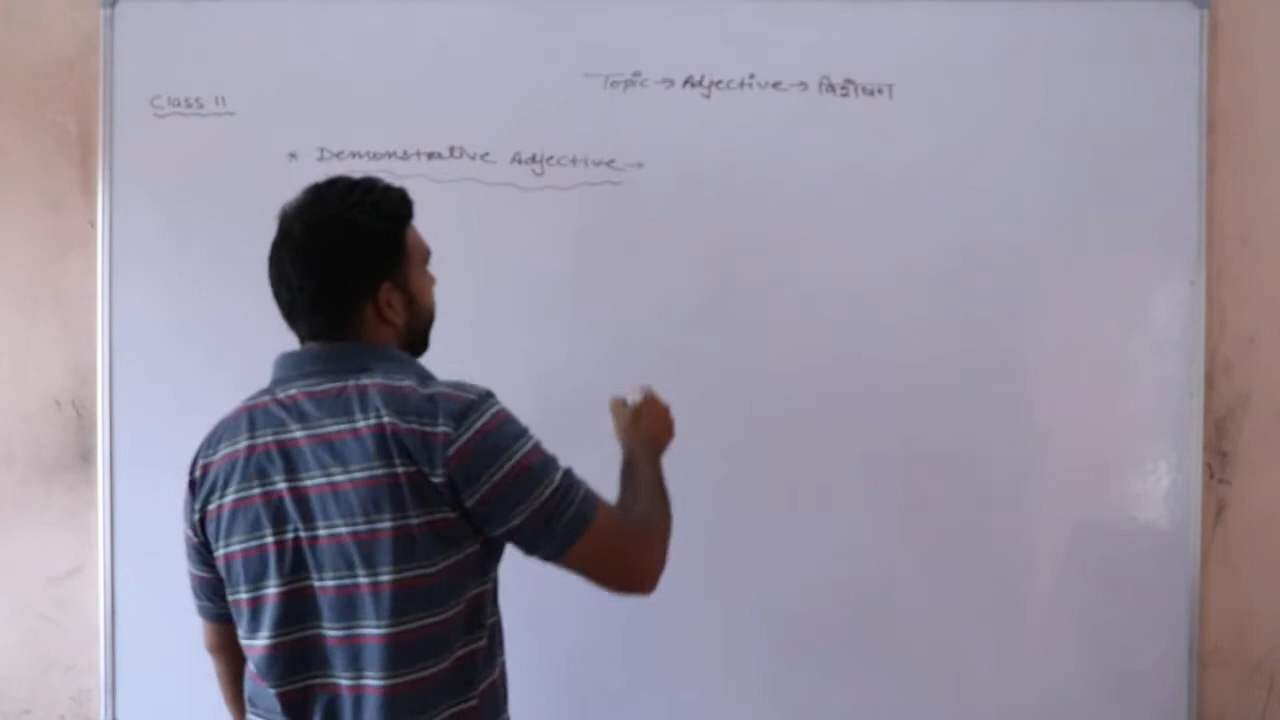 Topic → Adjective → विशेषण
Class 11
* Demonstrative Adjective →